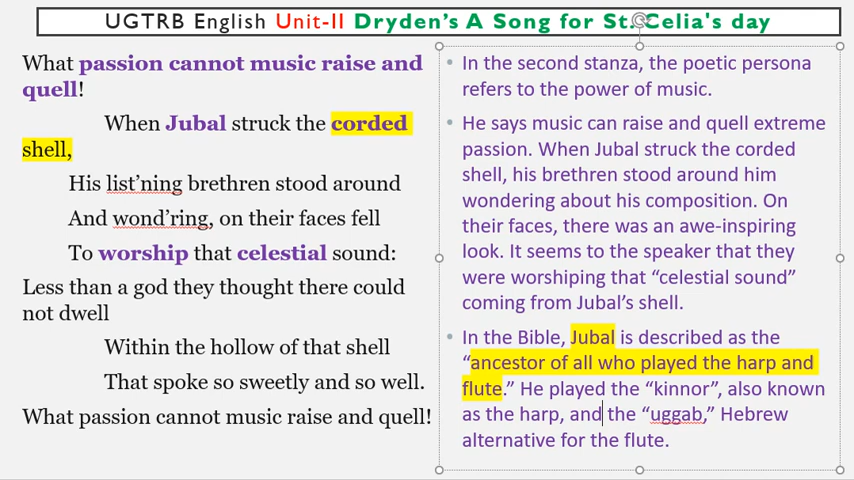 UGTRB English Unit-II Dryden's A Song for St. Celia's day
What passion cannot music raise and
quell!
When Jubal struck the corded
shell,
His list'ning brethren stood around
And wond'ring, on their faces fell
To worship that celestial sound:
Less than a god they thought there could
not dwell
Within the hollow of that shell
That spoke so sweetly and so well.
What passion cannot music raise and quell!
• In the second stanza, the poetic persona
refers to the power of music.
• He says music can raise and quell extreme
passion. When Jubal struck the corded
shell, his brethren stood around him
wondering about his composition. On
their faces, there was an awe-inspiring
look. It seems to the speaker that they
were worshiping that “celestial sound”
coming from Jubal's shell.
• In the Bible, Jubal is described as the
“ancestor of all who played the harp and
flute.” He played the “kinnor”, also known
as the harp, and the “uggab,” Hebrew
alternative for the flute.